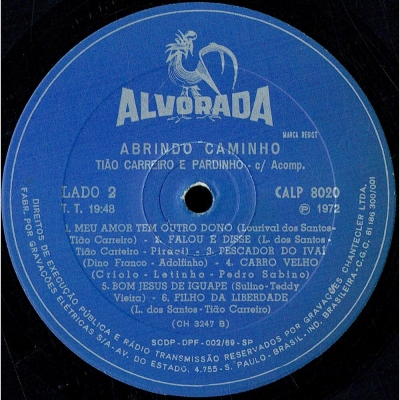 ALVORADA
MARCA REGIST.
ABRINDO CAMINHO
TIÃO CARREIRO E PARDINHO - c/ Acomp.
LADO 2
CALP 8020
T. T. 19:48
℗ 1972
1. MEU AMOR TEM OUTRO DONO (Lourival dos Santos-
Tião Carreiro) - 2. FALOU E DISSE (L. dos Santos-
Tião Carreiro - Piraci) - 3. PESCADOR DO IVAÍ
(Dino Franco - Adolfinho) - 4. CARRO VELHO
(Criolo - Letinho - Pedro Sabino)
5. BOM JESUS DE IGUAPE (Sulino-Teddy
Vieira) - 6. FILHO DA LIBERDADE
(L. dos Santos-Tião Carreiro)
(CH 3247 B)
SCDP-DPF-002/69-SP
DIREITOS DE EXECUÇÃO PÚBLICA E RÁDIO TRANSMISSÃO RESERVADOS POR GRAVAÇÕES CHANTECLER LTDA.
FABR. POR GRAVAÇÕES ELÉTRICAS S/A-AV. DO ESTADO, 4.755-S. PAULO-BRASIL-IND. BRASILEIRA-C.G.C. 61 186 300/001